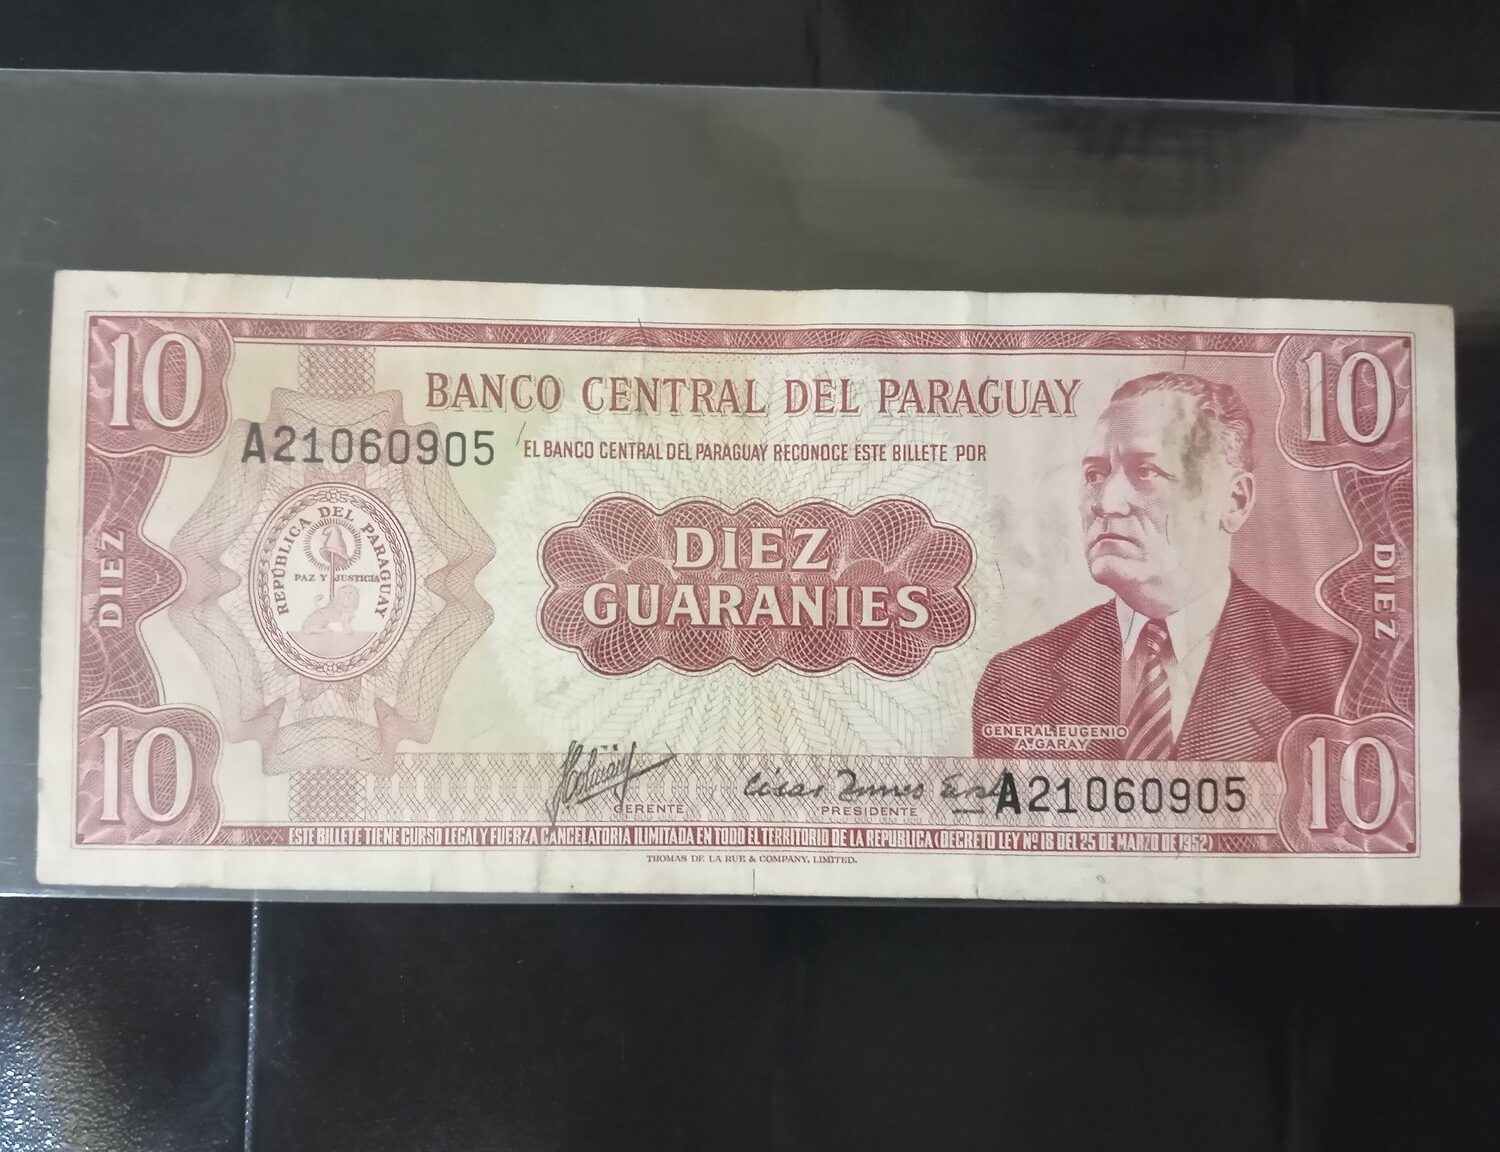 10
10
BANCO CENTRAL DEL PARAGUAY
A21060905
EL BANCO CENTRAL DEL PARAGUAY RECONOCE ESTE BILLETE POR
REPÚBLICA DEL PARAGUAY
PAZ Y JUSTICIA
DIEZ
GUARANIES
DIEZ
DIEZ
GENERAL EUGENIO
A. GARAY
10
10
GERENTE
PRESIDENTE
A21060905
ESTE BILLETE TIENE CURSO LEGAL Y FUERZA CANCELATORIA ILIMITADA EN TODO EL TERRITORIO DE LA REPUBLICA (DECRETO LEY Nº 18 DEL 25 DE MARZO DE 1952)
THOMAS DE LA RUE & COMPANY, LIMITED.